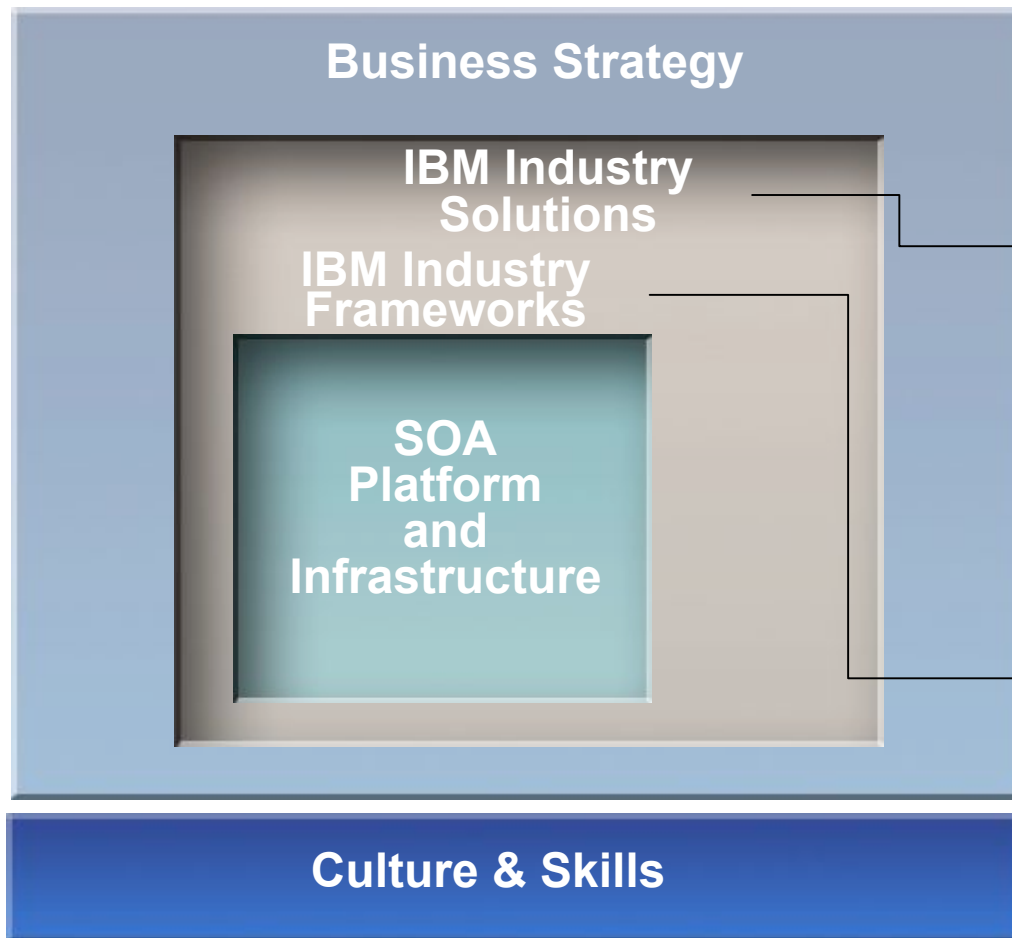 Business Strategy
IBM Industry
Solutions
IBM Industry
Frameworks
SOA
Platform
and
Infrastructure
Culture & Skills